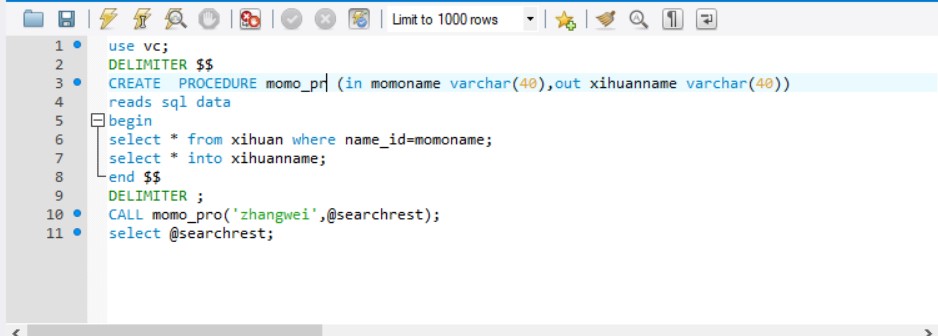 Limit to 1000 rows
1 use vc;
2 DELIMITER $$
3 CREATE  PROCEDURE momo_pr (in momoname varchar(40),out xihuanname varchar(40))
4 reads sql data
5 begin
6 select * from xihuan where name_id=momoname;
7 select * into xihuanname;
8 end $$
9 DELIMITER ;
10 CALL momo_pro('zhangwei',@searchrest);
11 select @searchrest;